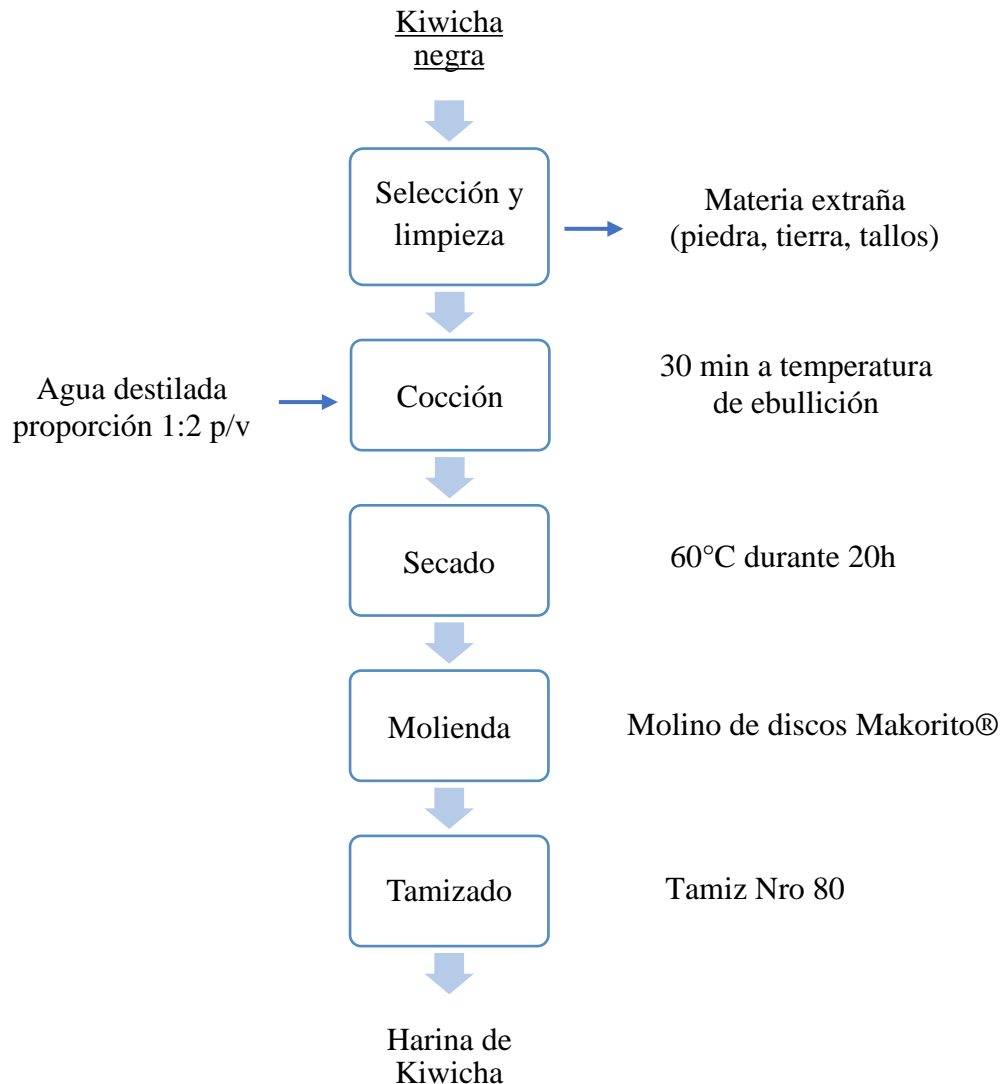 Kiwicha
negra
Selección y
limpieza
Materia extraña
(piedra, tierra, tallos)
Agua destilada
proporción 1:2 p/v
Cocción
30 min a temperatura
de ebullición
Secado
60°C durante 20h
Molienda
Molino de discos Makorito®
Tamizado
Tamiz Nro 80
Harina de
Kiwicha